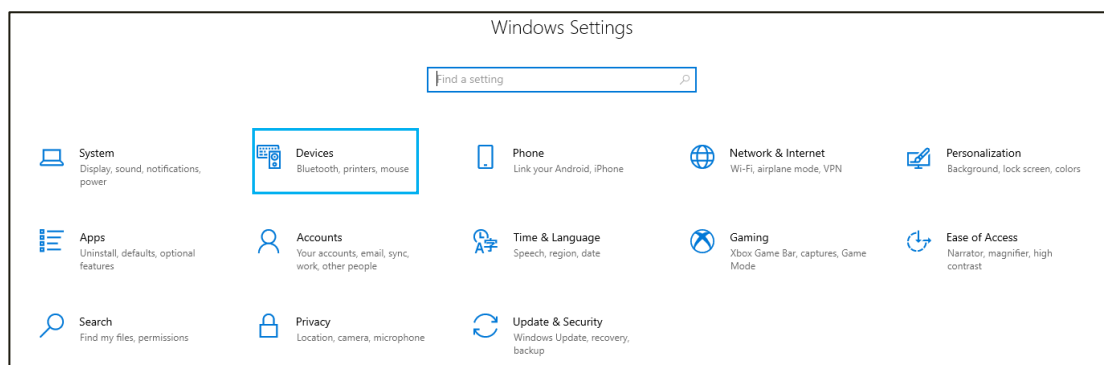 Windows Settings
Find a setting
System
Display, sound, notifications,
power
Devices
Bluetooth, printers, mouse
Phone
Link your Android, iPhone
Network & Internet
Wi-Fi, airplane mode, VPN
Personalization
Background, lock screen, colors
Apps
Uninstall, defaults, optional
features
Accounts
Your accounts, email, sync,
work, other people
Time & Language
Speech, region, date
Gaming
Xbox Game Bar, captures, Game
Mode
Ease of Access
Narrator, magnifier, high
contrast
Search
Find my files, permissions
Privacy
Location, camera, microphone
Update & Security
Windows Update, recovery,
backup